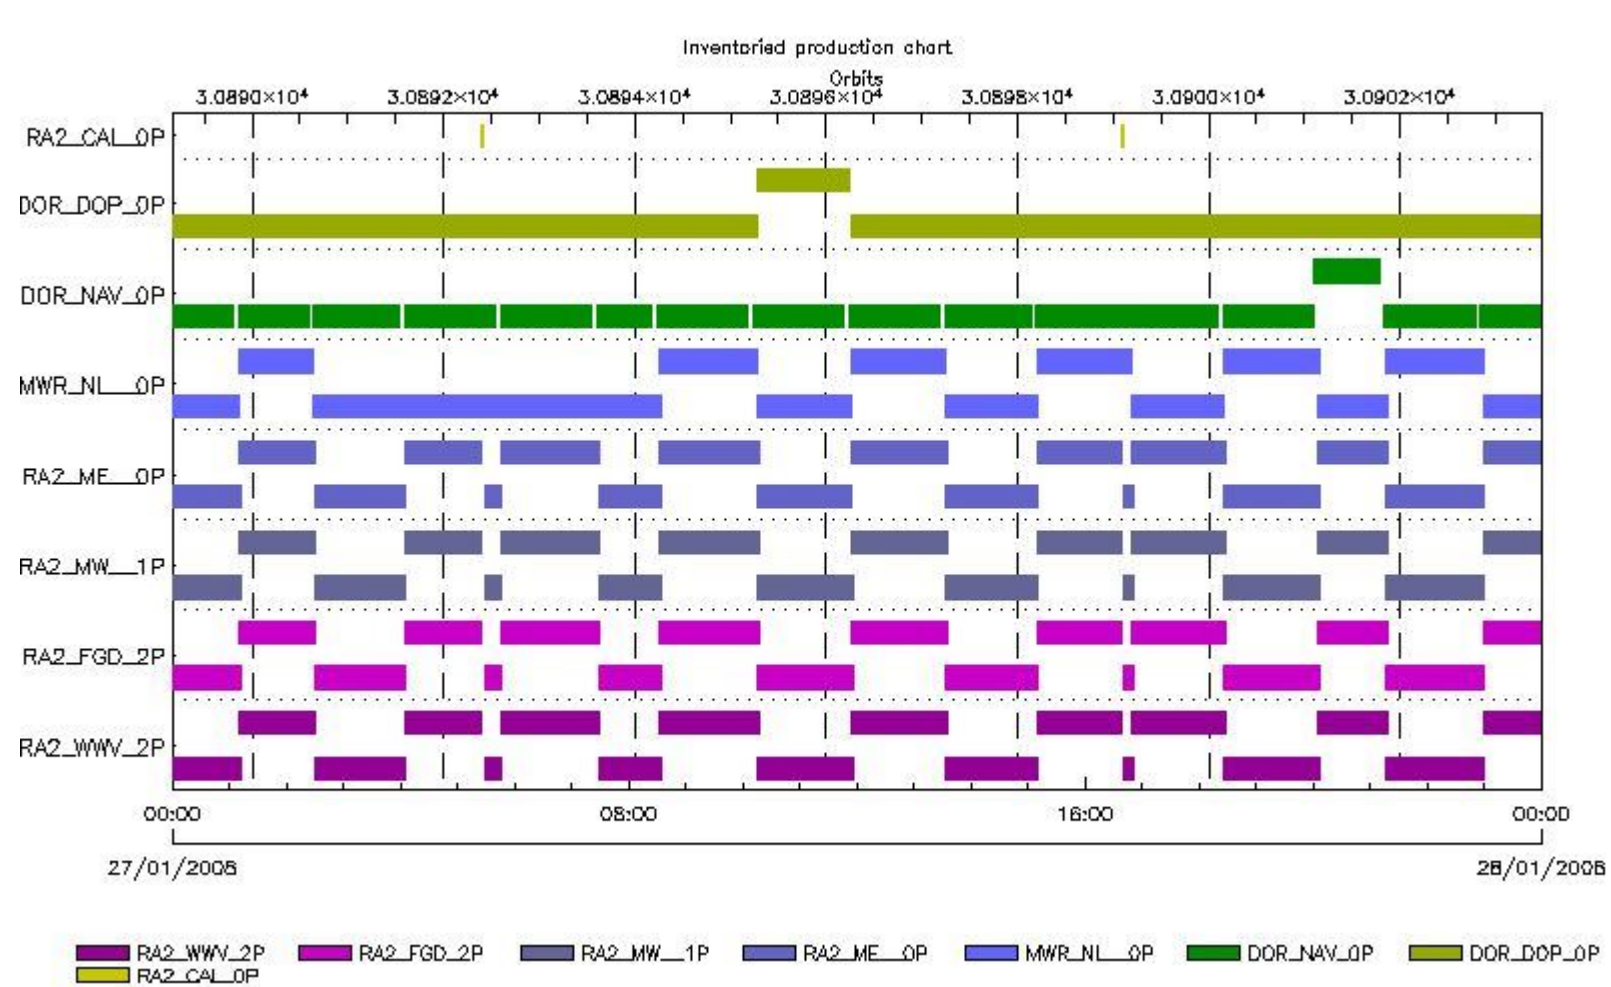 Inventoried production chart
Orbits
3.0890×10⁴ 3.0892×10⁴ 3.0894×10⁴ 3.0896×10⁴ 3.0898×10⁴ 3.0900×10⁴ 3.0902×10⁴
RA2_CAL_0P
DOR_DOP_0P
DOR_NAV_0P
MWR_NL__0P
RA2_ME__0P
RA2_MW__1P
RA2_FGD_2P
RA2_WWV_2P
00:00 08:00 16:00 00:00
27/01/2008 28/01/2008
RA2_WWV_2P RA2_FGD_2P RA2_MW__1P RA2_ME__0P MWR_NL__0P DOR_NAV_0P DOR_DOP_0P
RA2_CAL_0P